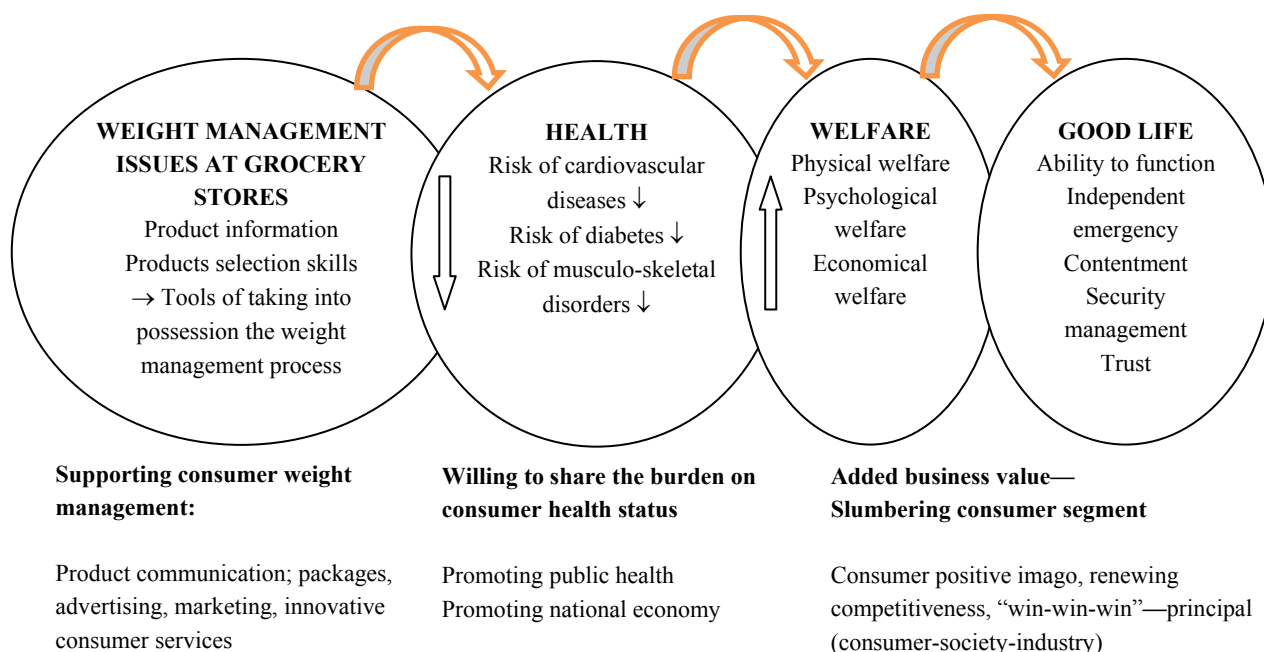 WEIGHT MANAGEMENT
ISSUES AT GROCERY
STORES
Product information
Products selection skills
→ Tools of taking into
possession the weight
management process
HEALTH
Risk of cardiovascular
diseases ↓
Risk of diabetes ↓
Risk of musculo-skeletal
disorders ↓
WELFARE
Physical welfare
Psychological
welfare
Economical
welfare
GOOD LIFE
Ability to function
Independent
emergency
Contentment
Security
management
Trust
Supporting consumer weight
management:
Product communication; packages,
advertising, marketing, innovative
consumer services
Willing to share the burden on
consumer health status
Promoting public health
Promoting national economy
Added business value—
Slumbering consumer segment
Consumer positive imago, renewing
competitiveness, “win-win-win”—principal
(consumer-society-industry)